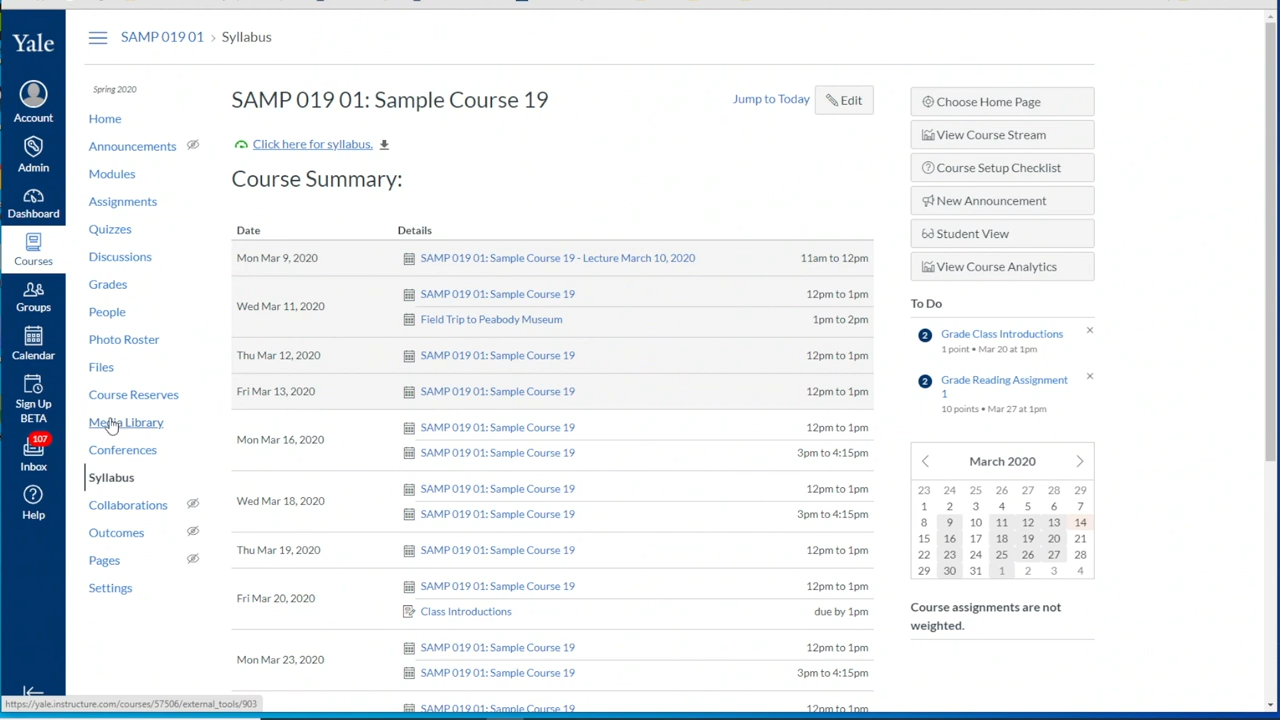 Yale
Account
Admin
Dashboard
Courses
Groups
Calendar
Sign Up
BETA
107
Inbox
Help
SAMP 019 01 › Syllabus
Spring 2020
Home
Announcements
Modules
Assignments
Quizzes
Discussions
Grades
People
Photo Roster
Files
Course Reserves
Media Library
Conferences
Syllabus
Collaborations
Outcomes
Pages
Settings
SAMP 019 01: Sample Course 19
Jump to Today
Edit
Click here for syllabus.
Course Summary:
Date Details
Mon Mar 9, 2020 SAMP 019 01: Sample Course 19 - Lecture March 10, 2020 11am to 12pm
Wed Mar 11, 2020 SAMP 019 01: Sample Course 19 12pm to 1pm
Field Trip to Peabody Museum 1pm to 2pm
Thu Mar 12, 2020 SAMP 019 01: Sample Course 19 12pm to 1pm
Fri Mar 13, 2020 SAMP 019 01: Sample Course 19 12pm to 1pm
Mon Mar 16, 2020 SAMP 019 01: Sample Course 19 12pm to 1pm
SAMP 019 01: Sample Course 19 3pm to 4:15pm
Wed Mar 18, 2020 SAMP 019 01: Sample Course 19 12pm to 1pm
SAMP 019 01: Sample Course 19 3pm to 4:15pm
Thu Mar 19, 2020 SAMP 019 01: Sample Course 19 12pm to 1pm
Fri Mar 20, 2020 SAMP 019 01: Sample Course 19 12pm to 1pm
Class Introductions due by 1pm
Mon Mar 23, 2020 SAMP 019 01: Sample Course 19 12pm to 1pm
SAMP 019 01: Sample Course 19 3pm to 4:15pm
SAMP 019 01: Sample Course 19 12pm to 1pm
Choose Home Page
View Course Stream
Course Setup Checklist
New Announcement
Student View
View Course Analytics
To Do
2 Grade Class Introductions
1 point • Mar 20 at 1pm
2 Grade Reading Assignment
1
10 points • Mar 27 at 1pm
March 2020
23 24 25 26 27 28 29
1 2 3 4 5 6 7
8 9 10 11 12 13 14
15 16 17 18 19 20 21
22 23 24 25 26 27 28
29 30 31 1 2 3 4
Course assignments are not
weighted.
https://yale.instructure.com/courses/57506/external_tools/903